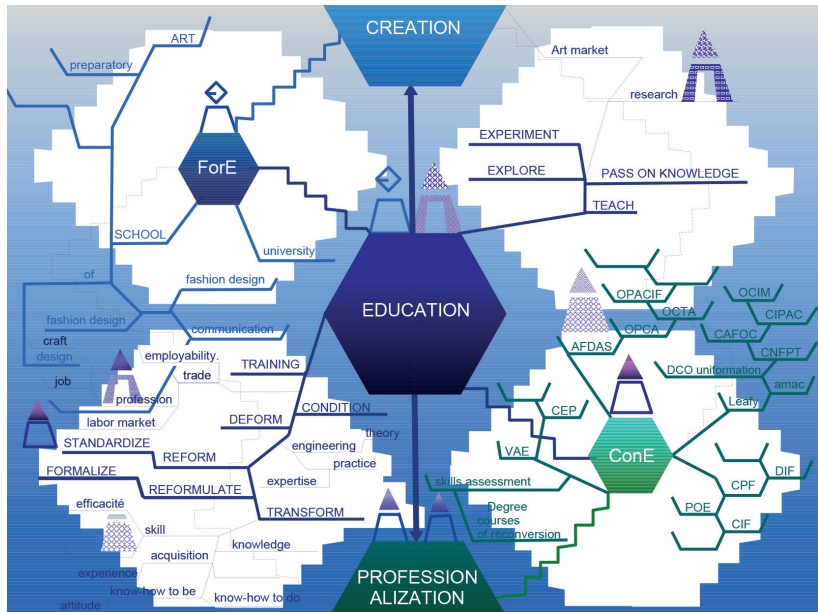 CREATION
ART
preparatory
ForE
SCHOOL
university
of
fashion design
fashion design
communication
craft
design
job
Art market
research
EXPERIMENT
EXPLORE
PASS ON KNOWLEDGE
TEACH
EDUCATION
OPACIF
OCTA
OPCA
AFDAS
OCIM
CIPAC
CAFOC
CNFPT
DCO uniformation
amac
Leafy
ConE
CEP
VAE
skills assessment
Degree
courses
of reconversion
DIF
CPF
POE
CIF
employability.
trade
profession
labor market
TRAINING
CONDITION
DEFORM
STANDARDIZE
REFORM
FORMALIZE
REFORMULATE
TRANSFORM
engineering
theory
practice
expertise
efficacité
skill
acquisition
knowledge
experience
know-how to be
know-how to do
attitude
PROFESSION
ALIZATION